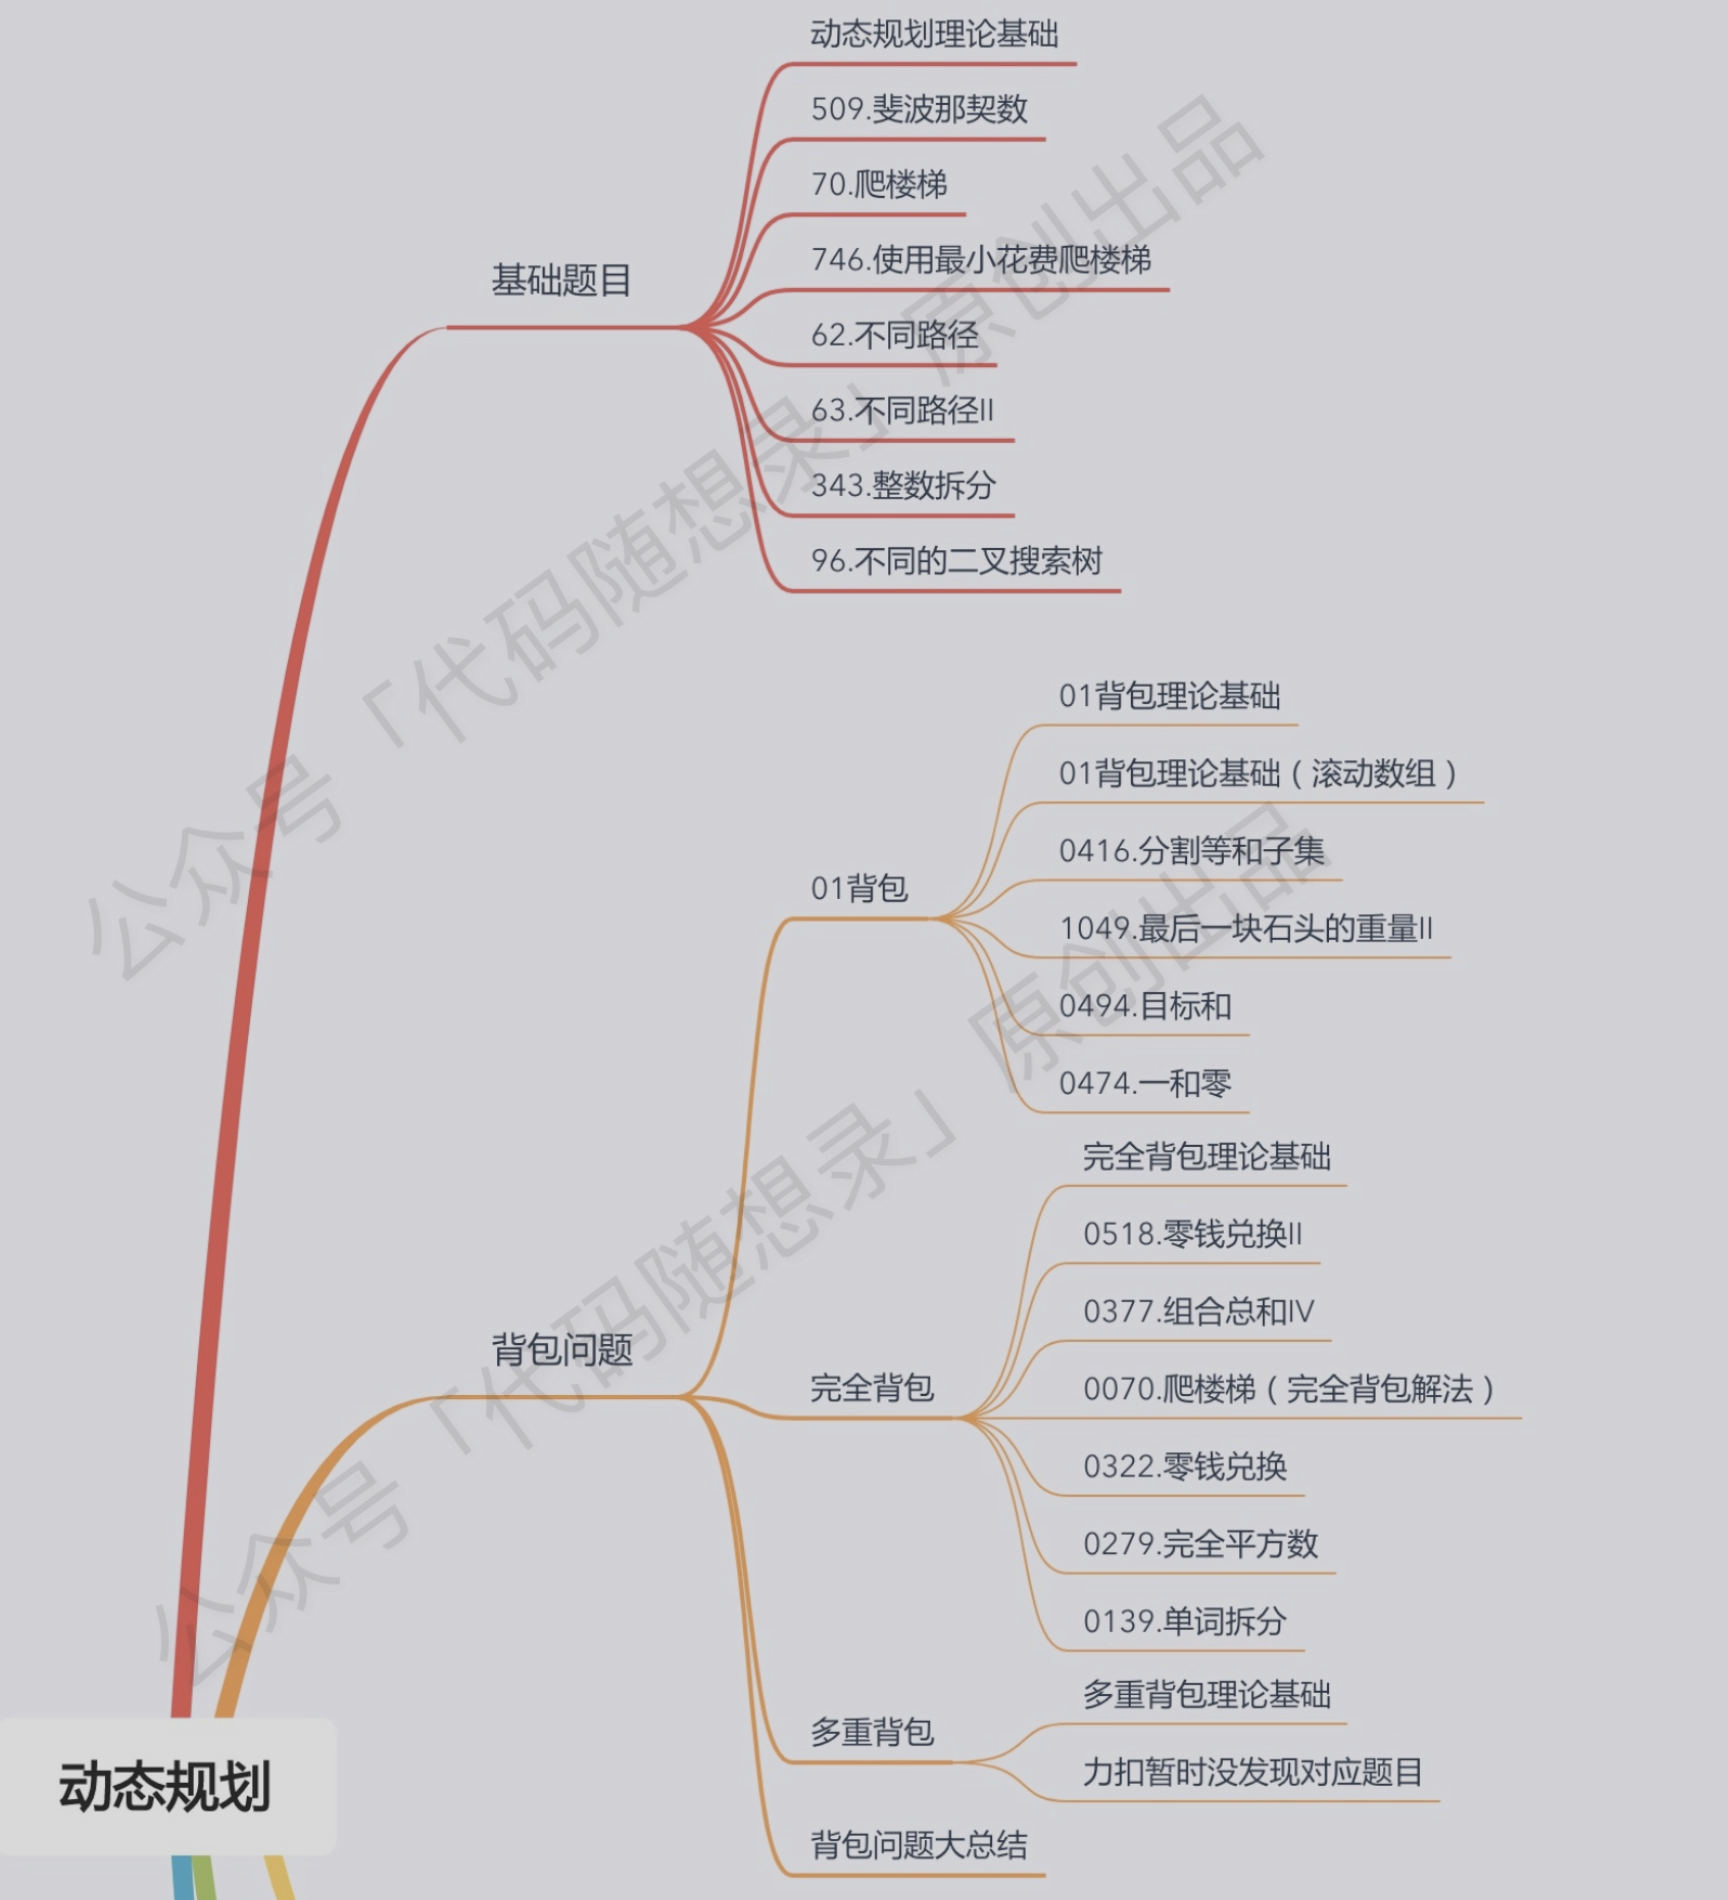 动态规划理论基础
509.斐波那契数
70.爬楼梯
746.使用最小花费爬楼梯
基础题目
62.不同路径
63.不同路径II
343.整数拆分
96.不同的二叉搜索树
公众号「代码随想录」原创出品
01背包理论基础
01背包理论基础（滚动数组）
0416.分割等和子集
01背包
1049.最后一块石头的重量II
0494.目标和
0474.一和零
完全背包理论基础
0518.零钱兑换II
0377.组合总和IV
背包问题
完全背包
0070.爬楼梯（完全背包解法）
0322.零钱兑换
0279.完全平方数
0139.单词拆分
公众号「代码随想录」原创出品
多重背包理论基础
多重背包
力扣暂时没发现对应题目
动态规划
背包问题大总结